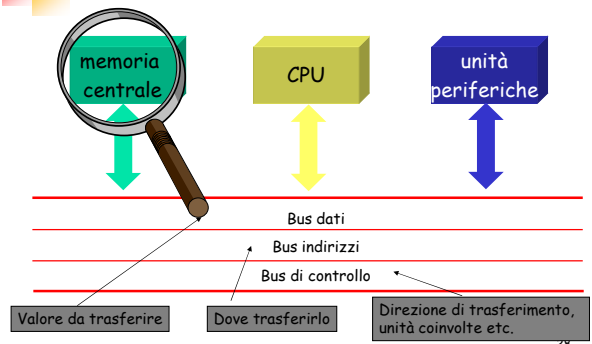 memoria
centrale
CPU
unità
periferiche
Bus dati
Bus indirizzi
Bus di controllo
Valore da trasferire
Dove trasferirlo
Direzione di trasferimento,
unità coinvolte etc.